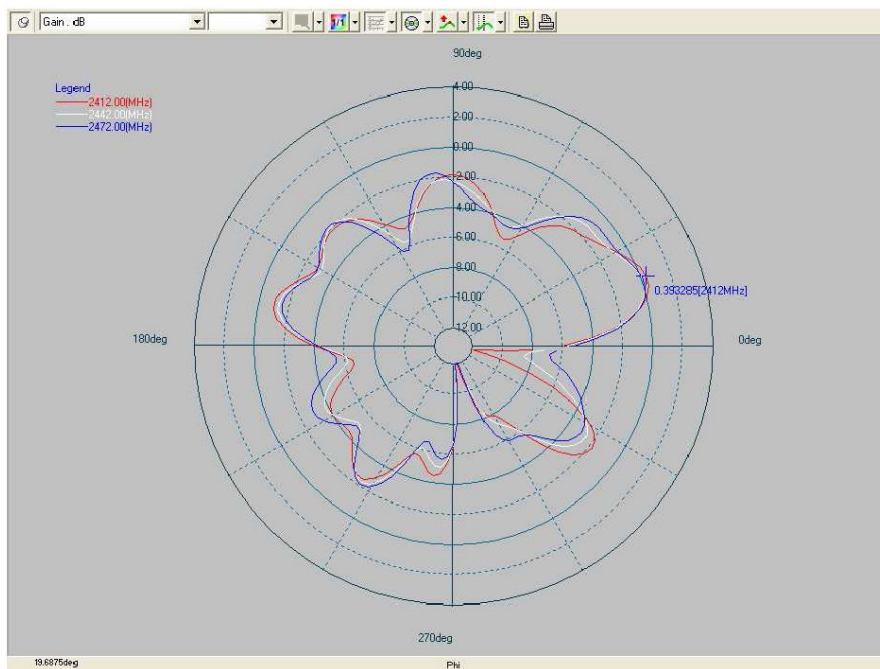 Gain . dB
1/1
90deg
Legend
2412.00(MHz)
2442.00(MHz)
2472.00(MHz)
4.00
2.00
0.00
-2.00
-4.00
-6.00
-8.00
-10.00
-12.00
0.393285[2412MHz]
180deg
0deg
270deg
19.6875deg
Phi